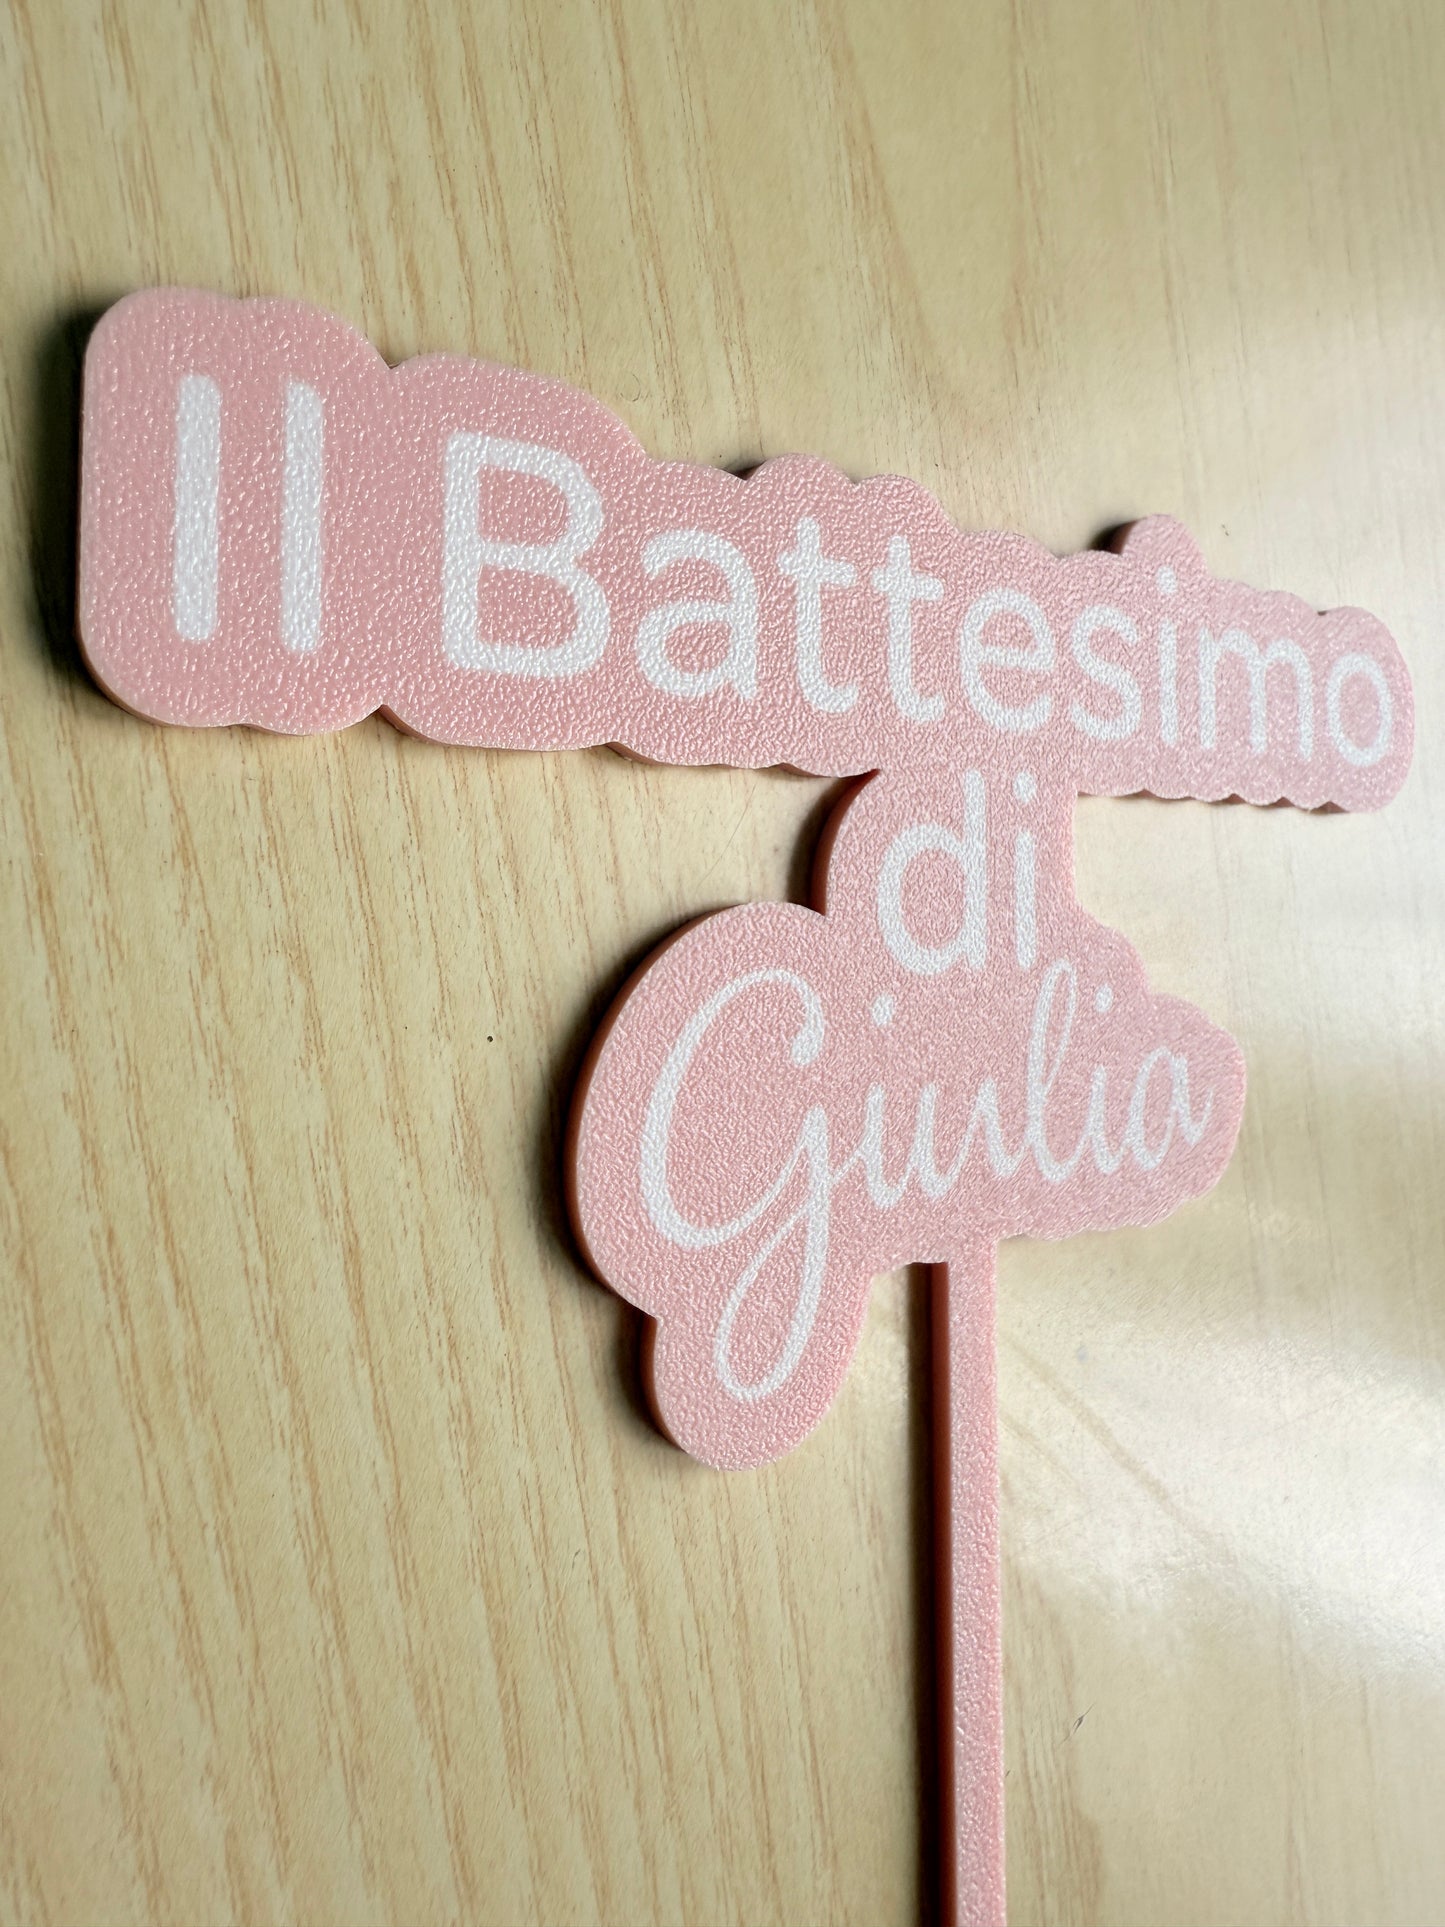 Il Battesimo
di
Giulia